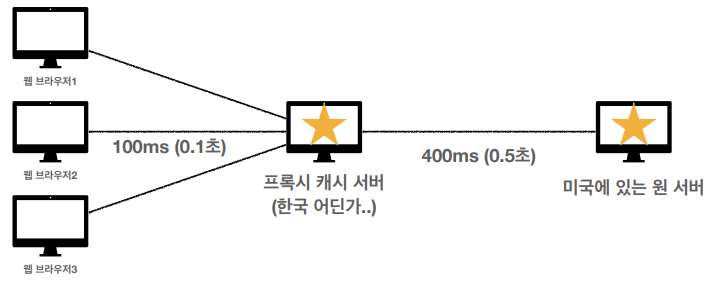 웹 브라우저1
웹 브라우저2
100ms (0.1초)
웹 브라우저3
프록시 캐시 서버
(한국 어딘가..)
400ms (0.5초)
미국에 있는 원 서버